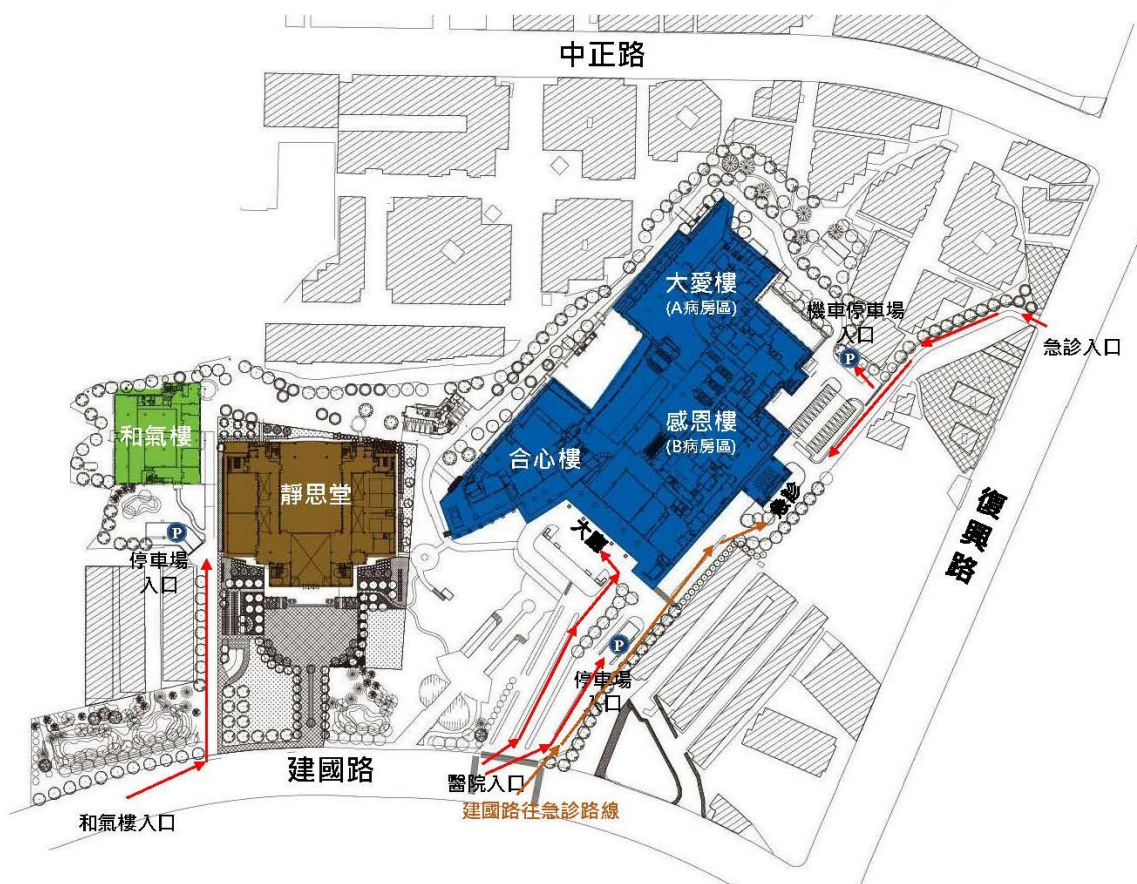 中正路
大愛樓
(A病房區)
機車停車場
入口
P
急診入口
和氣樓
感恩樓
(B病房區)
合心樓
靜思堂
急診
復興路
大廳
P
停車場
入口
P
停車場
入口
建國路
醫院入口
建國路往急診路線
和氣樓入口